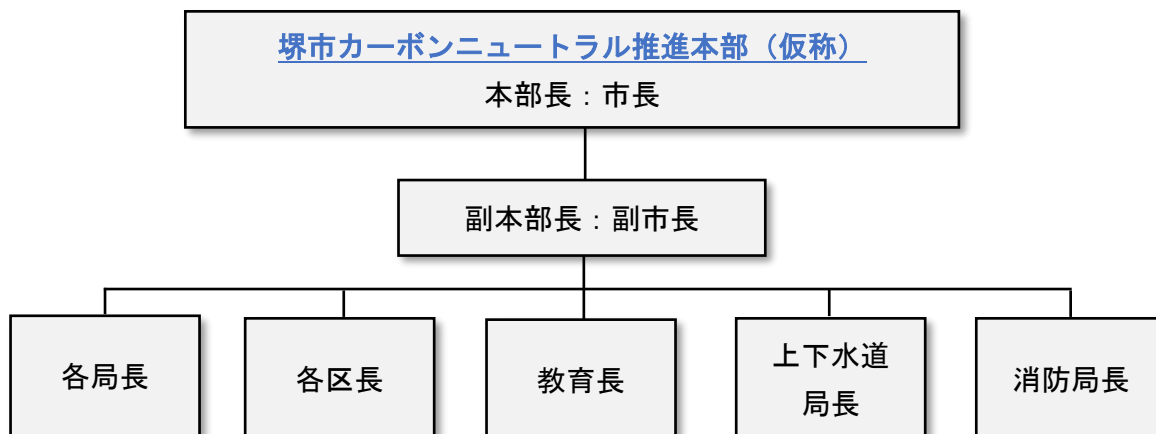 堺市カーボンニュートラル推進本部（仮称）
本部長：市長
副本部長：副市長
各局長
各区長
教育長
上下水道
局長
消防局長